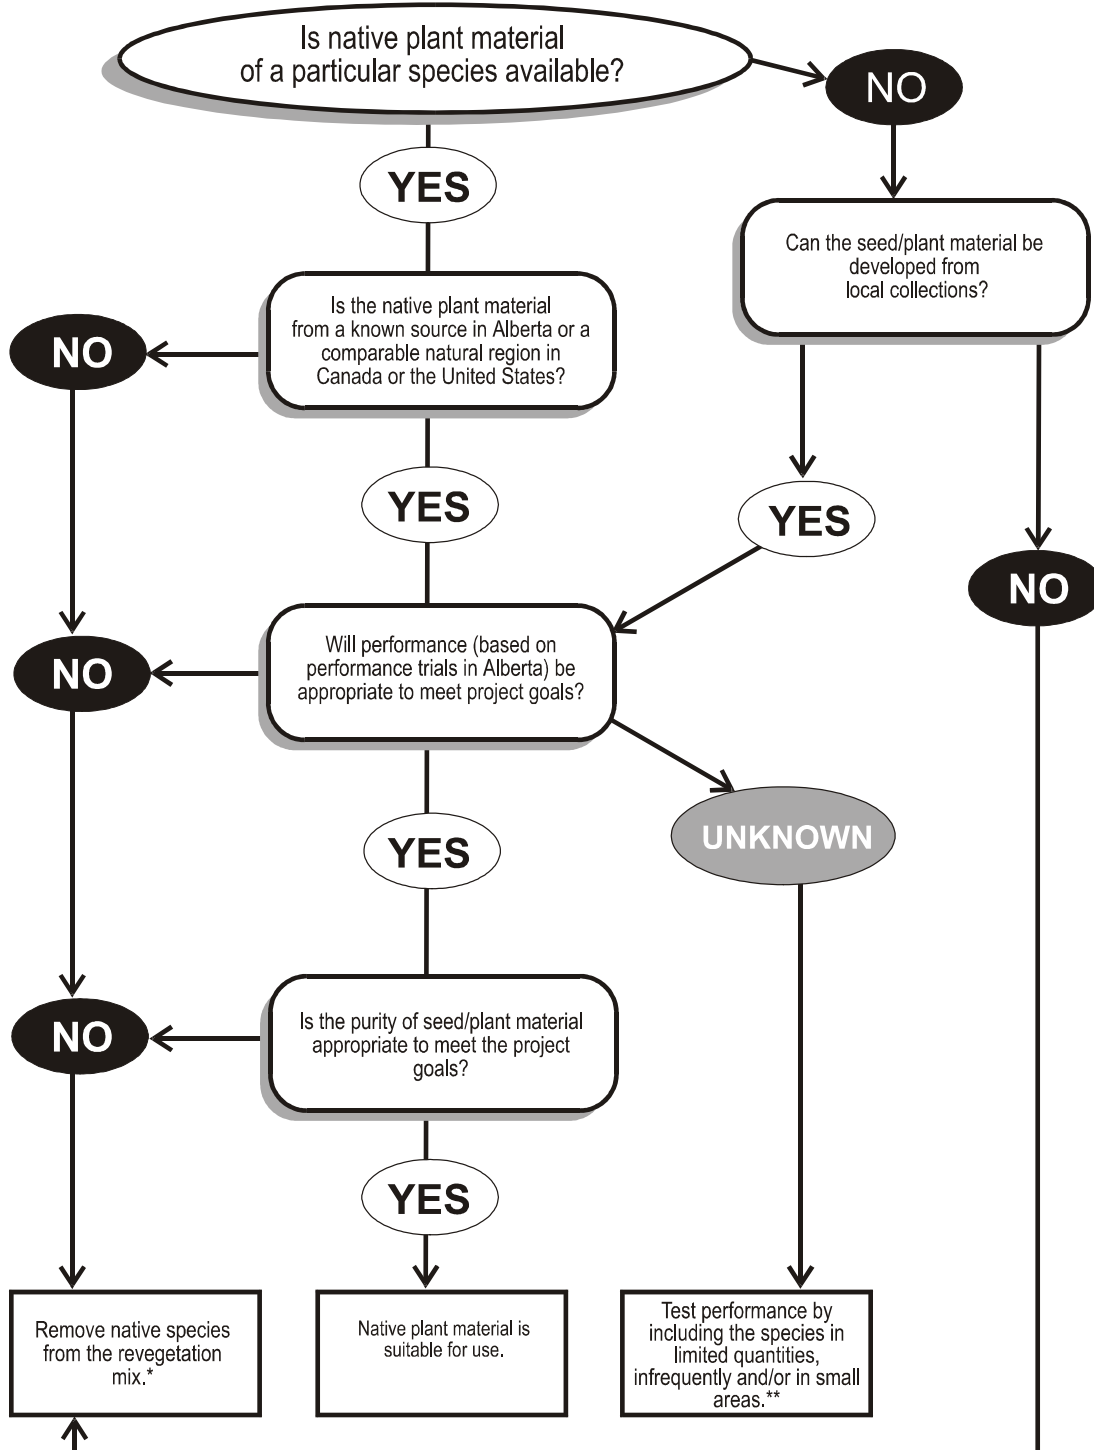 Is native plant material
of a particular species available?
NO
YES
Can the seed/plant material be
developed from
local collections?
Is the native plant material
from a known source in Alberta or a
comparable natural region in
Canada or the United States?
NO
YES
YES
NO
Will performance (based on
performance trials in Alberta) be
appropriate to meet project goals?
NO
UNKNOWN
YES
Is the purity of seed/plant material
appropriate to meet the project
goals?
NO
YES
Remove native species
from the revegetation
mix.*
Native plant material is
suitable for use.
Test performance by
including the species in
limited quantities,
infrequently and/or in small
areas.**